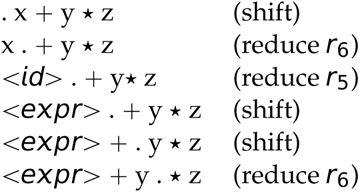 . x + y ⋆ z (shift)
x . + y ⋆ z (reduce r₆)
<id> . + y⋆ z (reduce r₅)
<expr> . + y ⋆ z (shift)
<expr> + . y ⋆ z (shift)
<expr> + y . ⋆ z (reduce r₆)